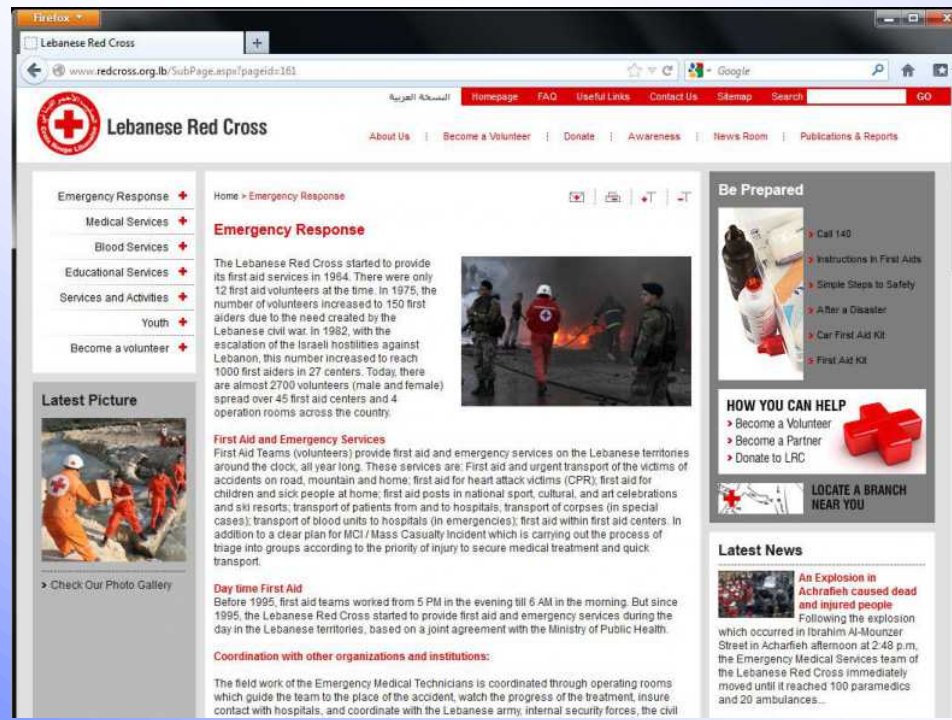 Firefox
Lebanese Red Cross
www.redcross.org.lb/SubPage.aspx?pageid=161
Google
النسخة العربية
Homepage FAQ Useful Links Contact Us Sitemap Search GO
Lebanese Red Cross
About Us Become a Volunteer Donate Awareness News Room Publications & Reports
Emergency Response
Medical Services
Blood Services
Educational Services
Services and Activities
Youth
Become a volunteer
Latest Picture
> Check Our Photo Gallery
Home > Emergency Response
+T -T
Emergency Response
The Lebanese Red Cross started to provide
its first aid services in 1964. There were only
12 first aid volunteers at the time. In 1975, the
number of volunteers increased to 150 first
aiders due to the need created by the
Lebanese civil war. In 1982, with the
escalation of the Israeli hostilities against
Lebanon, this number increased to reach
1000 first aiders in 27 centers. Today, there
are almost 2700 volunteers (male and female)
spread over 45 first aid centers and 4
operation rooms across the country.
First Aid and Emergency Services
First Aid Teams (volunteers) provide first aid and emergency services on the Lebanese territories
around the clock, all year long. These services are: First aid and urgent transport of the victims of
accidents on road, mountain and home; first aid for heart attack victims (CPR); first aid for
children and sick people at home; first aid posts in national sport, cultural, and art celebrations
and ski resorts; transport of patients from and to hospitals, transport of corpses (in special
cases); transport of blood units to hospitals (in emergencies); first aid within first aid centers. In
addition to a clear plan for MCI / Mass Casualty Incident which is carrying out the process of
triage into groups according to the priority of injury to secure medical treatment and quick
transport.
Day time First Aid
Before 1995, first aid teams worked from 5 PM in the evening till 6 AM in the morning. But since
1995, the Lebanese Red Cross started to provide first aid and emergency services during the
day in the Lebanese territories, based on a joint agreement with the Ministry of Public Health.
Coordination with other organizations and institutions:
The field work of the Emergency Medical Technicians is coordinated through operating rooms
which guide the team to the place of the accident, watch the progress of the treatment, insure
contact with hospitals, and coordinate with the Lebanese army, internal security forces, the civil
Be Prepared
> Call 140
> Instructions In First Aids
> Simple Steps to Safety
> After a Disaster
> Car First Aid Kit
> First Aid Kit
HOW YOU CAN HELP
> Become a Volunteer
> Become a Partner
> Donate to LRC
LOCATE A BRANCH
NEAR YOU
Latest News
An Explosion in
Achrafieh caused dead
and injured people
Following the explosion
which occurred in Ibrahim Al-Mounzer
Street in Acharfieh afternoon at 2:48 p.m,
the Emergency Medical Services team of
the Lebanese Red Cross immediately
moved until it reached 100 paramedics
and 20 ambulances...